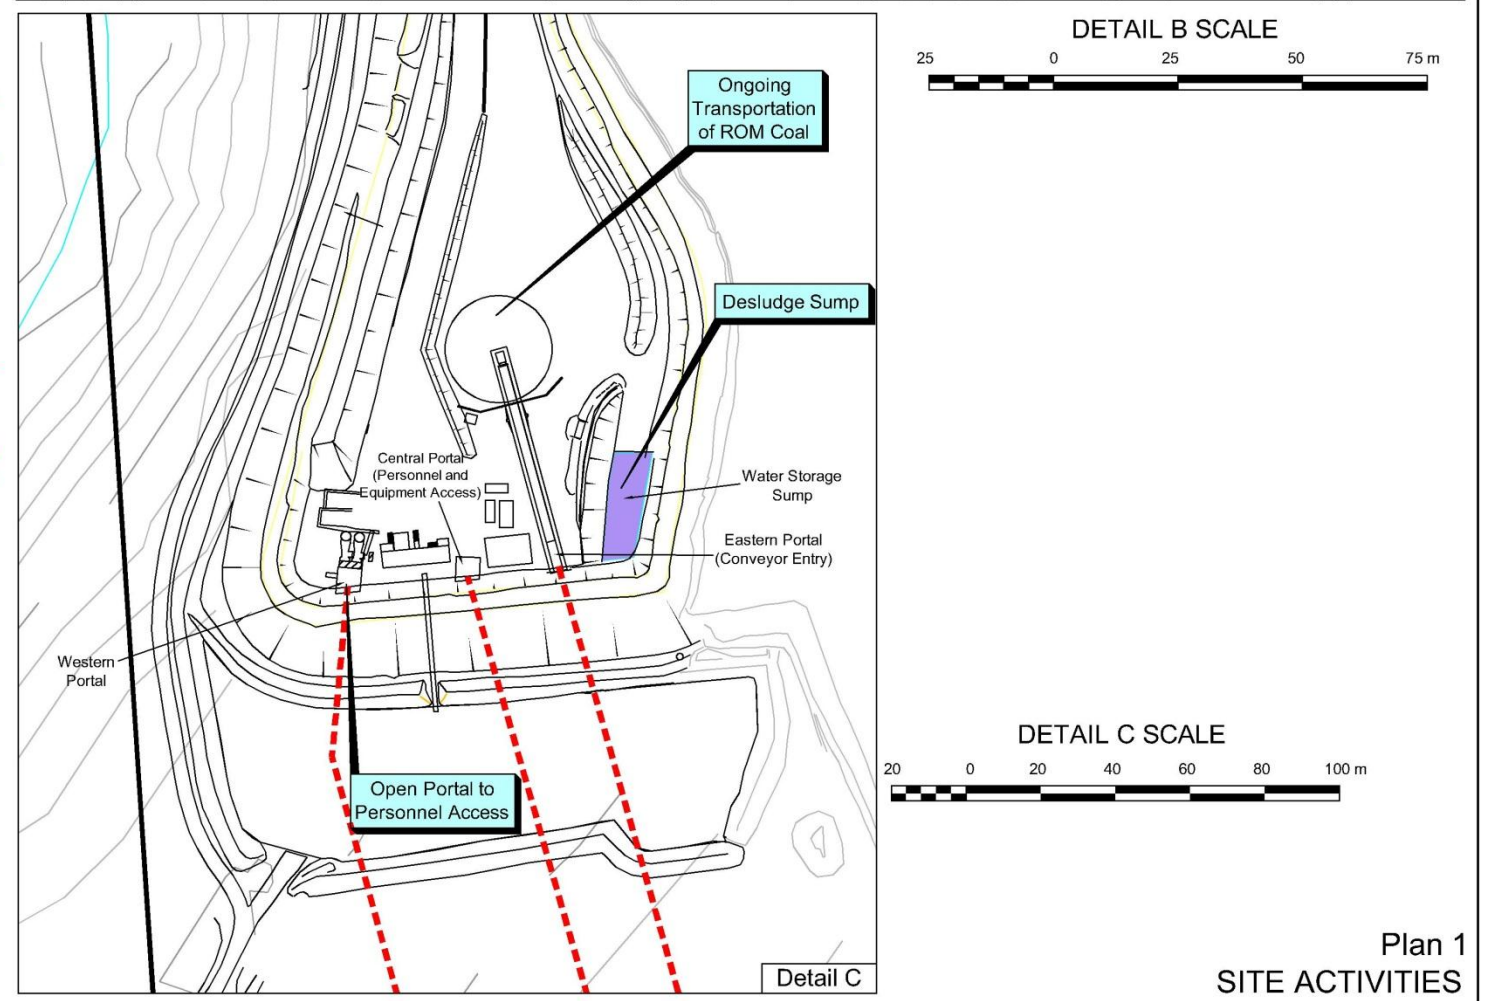 DETAIL B SCALE
25 0 25 50 75 m
Ongoing
Transportation
of ROM Coal
Desludge Sump
Central Portal
(Personnel and
Equipment Access)
Water Storage
Sump
Eastern Portal
(Conveyor Entry)
Western
Portal
Open Portal to
Personnel Access
DETAIL C SCALE
20 0 20 40 60 80 100 m
Detail C
Plan 1
SITE ACTIVITIES